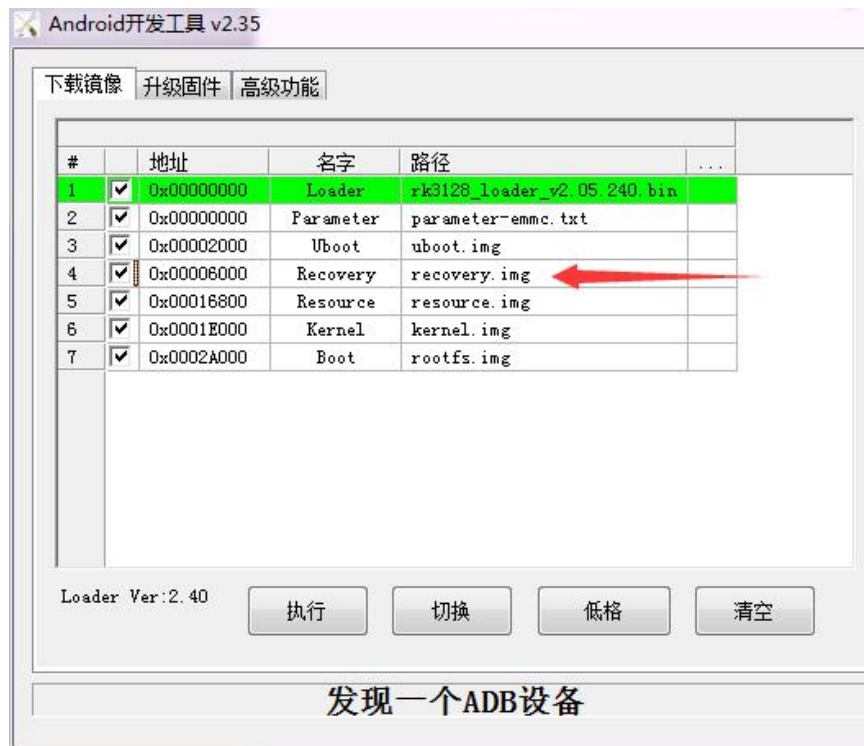 Android开发工具 v2.35
下载镜像 升级固件 高级功能
# 地址 名字 路径 ...
1 0x00000000 Loader rk3128_loader_v2.05.240.bin
2 0x00000000 Parameter parameter-emmc.txt
3 0x00002000 Uboot uboot.img
4 0x00006000 Recovery recovery.img
5 0x00016800 Resource resource.img
6 0x0001E000 Kernel kernel.img
7 0x0002A000 Boot rootfs.img
Loader Ver:2.40 执行 切换 低格 清空
发现一个ADB设备